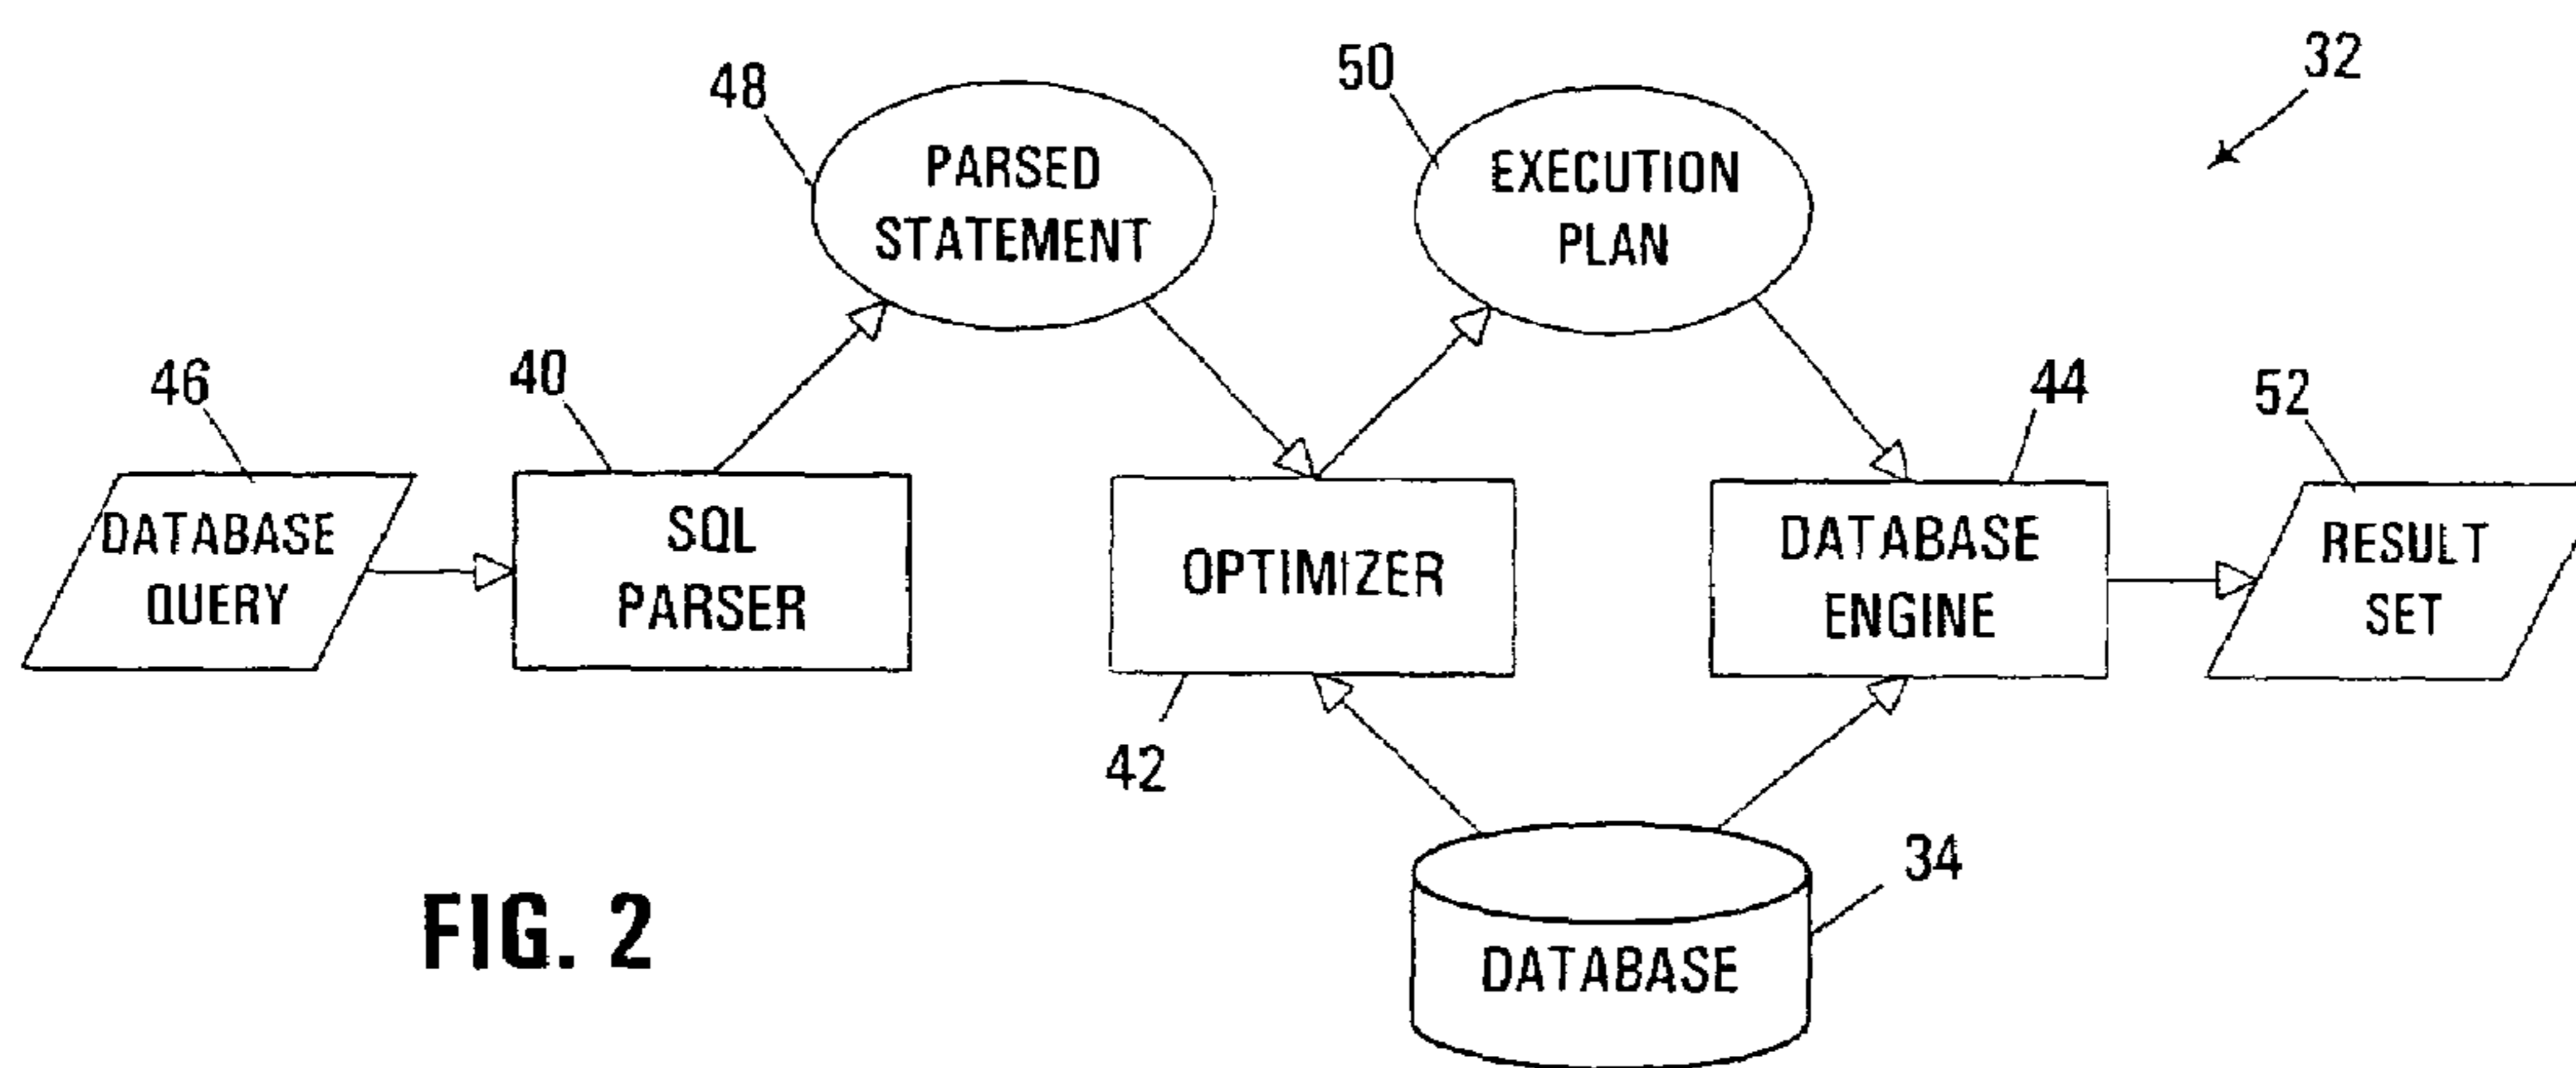 32
48
PARSED
STATEMENT
50
EXECUTION
PLAN
46
DATABASE
QUERY
40
SQL
PARSER
OPTIMIZER
42
44
DATABASE
ENGINE
52
RESULT
SET
34
DATABASE
FIG. 2